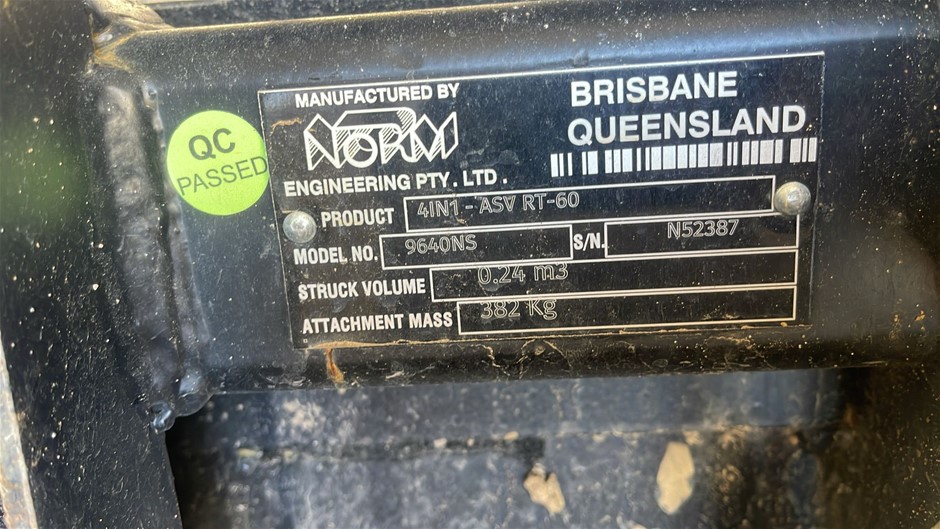 QC
PASSED
MANUFACTURED BY
NORM
ENGINEERING PTY. LTD.
BRISBANE
QUEENSLAND
PRODUCT 4IN1 - ASV RT-60
MODEL NO. 9640NS S/N. N52387
STRUCK VOLUME 0.24 m3
ATTACHMENT MASS 382 Kg